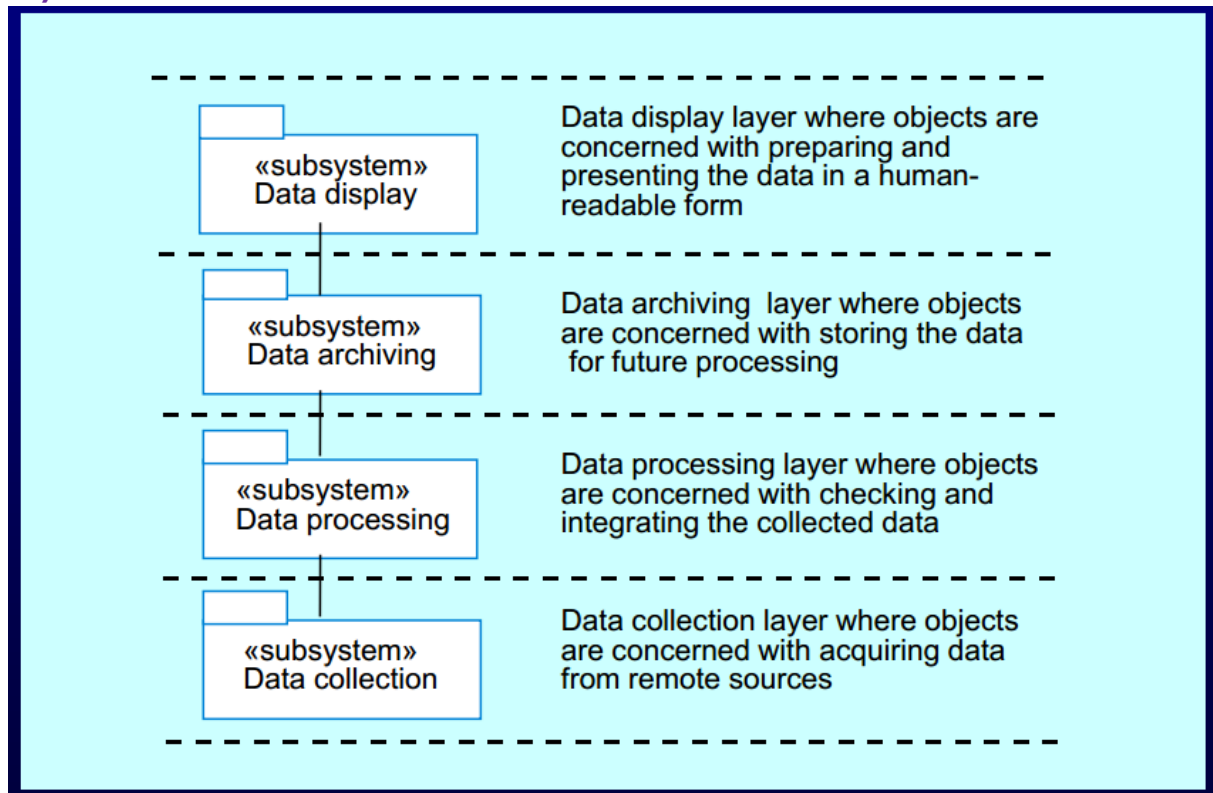 «subsystem»
Data display
Data display layer where objects are
concerned with preparing and
presenting the data in a human-
readable form
«subsystem»
Data archiving
Data archiving layer where objects
are concerned with storing the data
for future processing
«subsystem»
Data processing
Data processing layer where objects
are concerned with checking and
integrating the collected data
«subsystem»
Data collection
Data collection layer where objects
are concerned with acquiring data
from remote sources